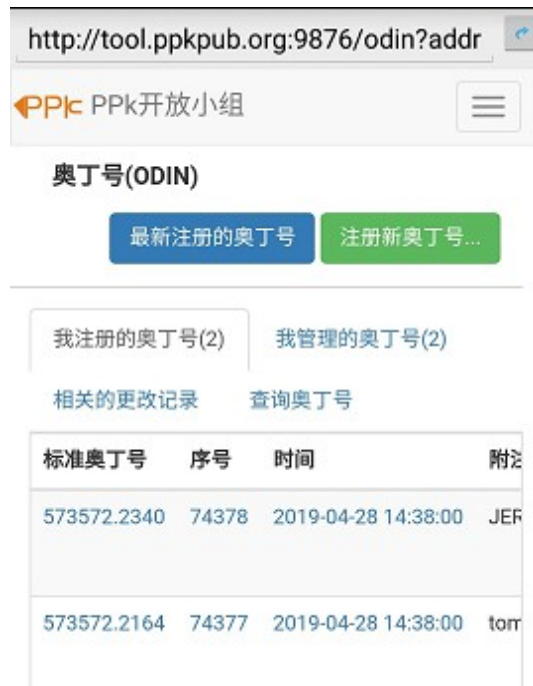 http://tool.ppkpub.org:9876/odin?addr
PPk PPk开放小组
奥丁号(ODIN)
最新注册的奥丁号 注册新奥丁号...
我注册的奥丁号(2) 我管理的奥丁号(2)
相关的更改记录 查询奥丁号
标准奥丁号 序号 时间 附注
573572.2340 74378 2019-04-28 14:38:00 JER
573572.2164 74377 2019-04-28 14:38:00 tom